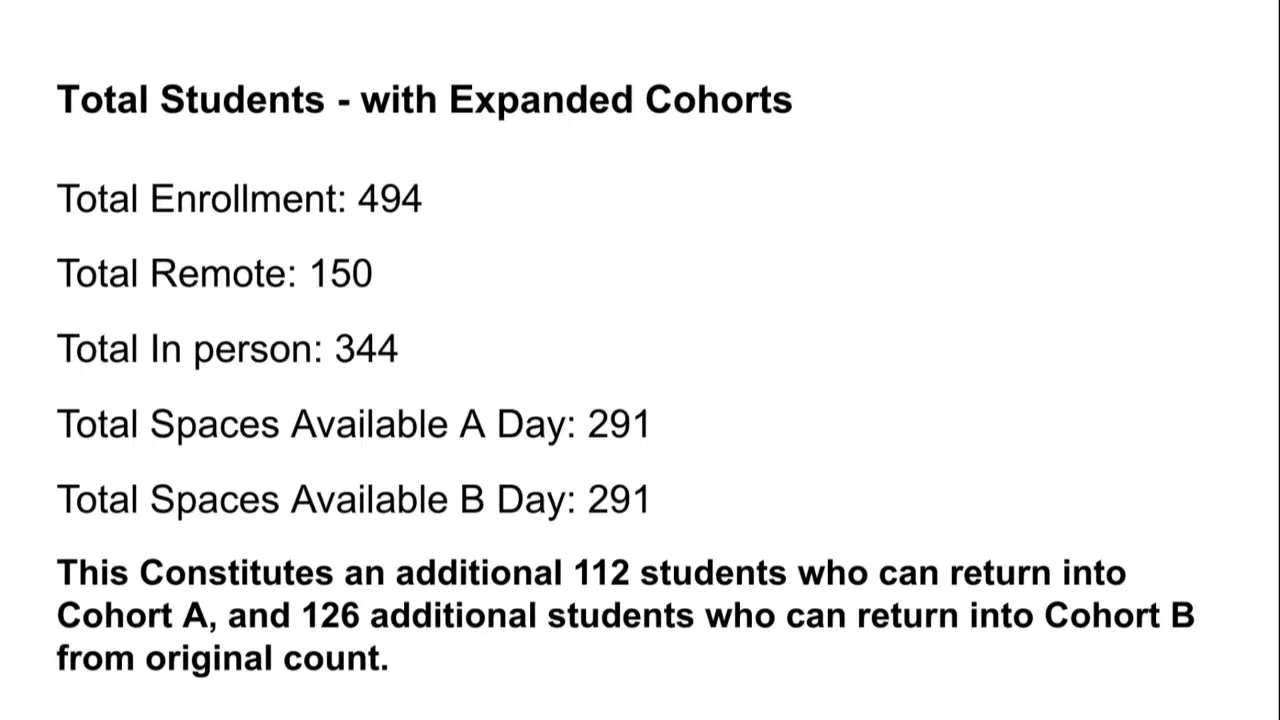 Total Students - with Expanded Cohorts
Total Enrollment: 494
Total Remote: 150
Total In person: 344
Total Spaces Available A Day: 291
Total Spaces Available B Day: 291
This Constitutes an additional 112 students who can return into
Cohort A, and 126 additional students who can return into Cohort B
from original count.